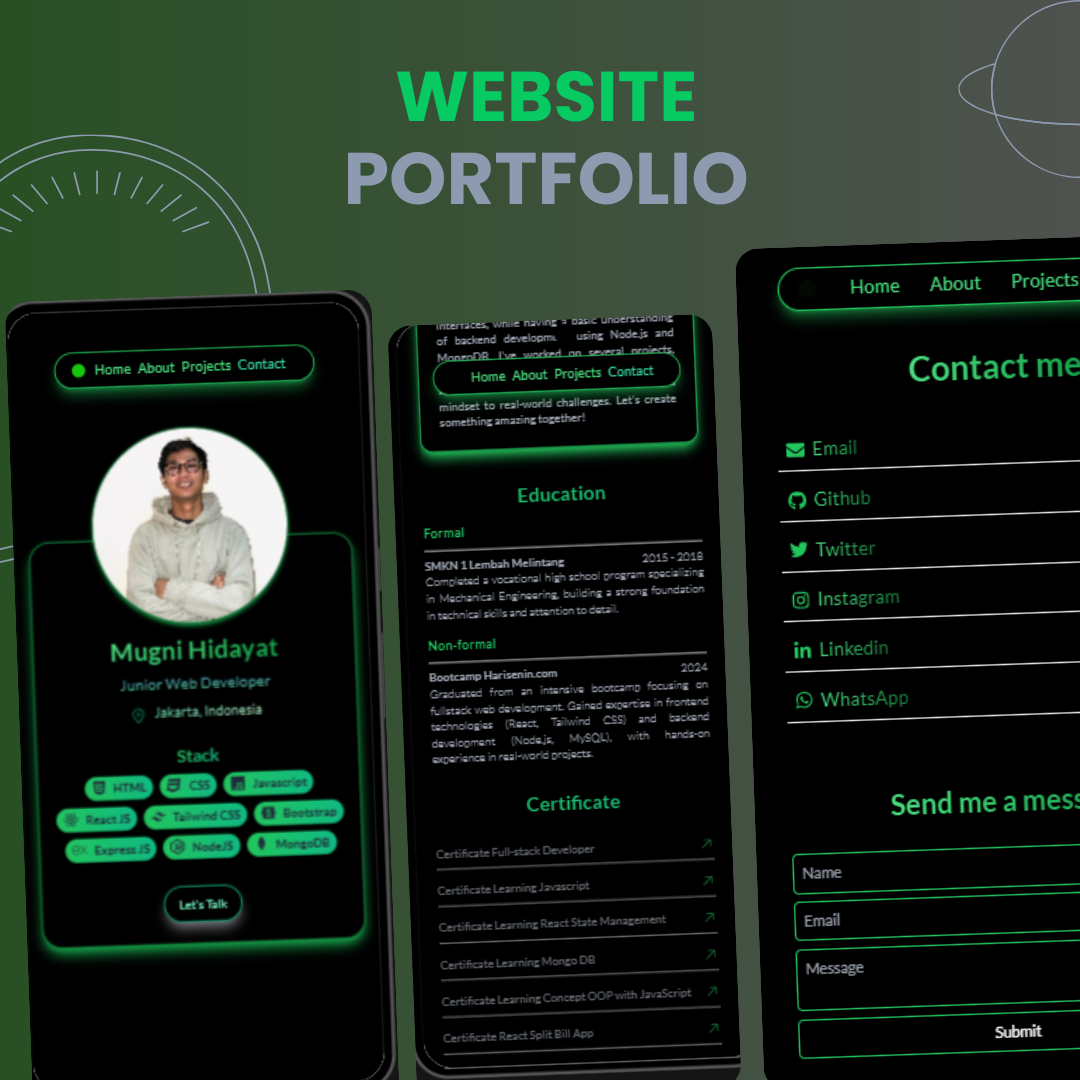 WEBSITE
PORTFOLIO
Home About Projects Contact
Mugni Hidayat
Junior Web Developer
Jakarta, Indonesia
Stack
HTML CSS Javascript
React JS Tailwind CSS Bootstrap
Express JS NodeJS MongoDB
Let's Talk
interfaces, while having a basic understanding
of backend using Node.js and
MongoDB. I've worked on several projects,
Home About Projects Contact
mindset to real-world challenges. Let's create
something amazing together!
Education
Formal
SMKN 1 Lembah Melintang 2015 - 2018
Completed a vocational high school program specializing
in Mechanical Engineering, building a strong foundation
in technical skills and attention to detail.
Non-formal
Bootcamp Harisenin.com 2024
Graduated from an intensive bootcamp focusing on
fullstack web development. Gained expertise in frontend
technologies (React, Tailwind CSS) and backend
development (Node.js, MySQL), with hands-on
experience in real-world projects.
Certificate
Certificate Full-stack Developer
Certificate Learning Javascript
Certificate Learning React State Management
Certificate Learning Mongo DB
Certificate Learning Concept OOP with JavaScript
Certificate React Split Bill App
Home About Projects
Contact me
Email
Github
Twitter
Instagram
Linkedin
WhatsApp
Send me a mess
Name
Email
Message
Submit